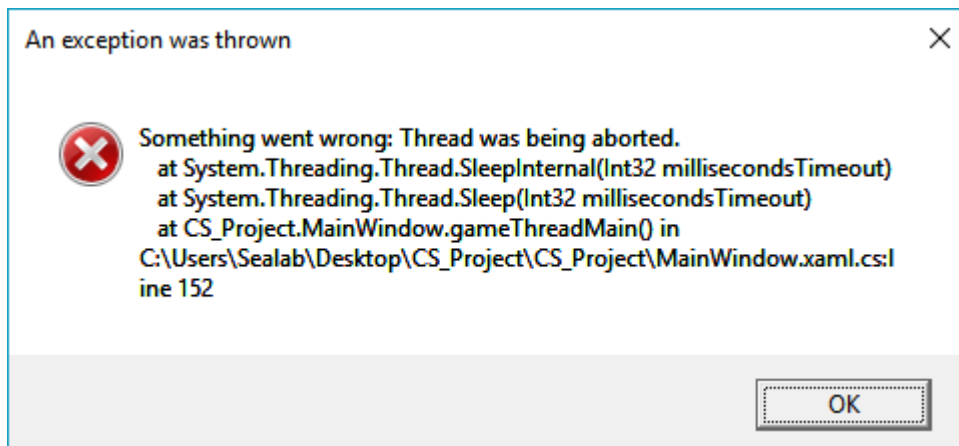 An exception was thrown
Something went wrong: Thread was being aborted.
at System.Threading.Thread.SleepInternal(Int32 millisecondsTimeout)
at System.Threading.Thread.Sleep(Int32 millisecondsTimeout)
at CS_Project.MainWindow.gameThreadMain() in
C:\Users\Sealab\Desktop\CS_Project\CS_Project\MainWindow.xaml.cs:l
ine 152
OK